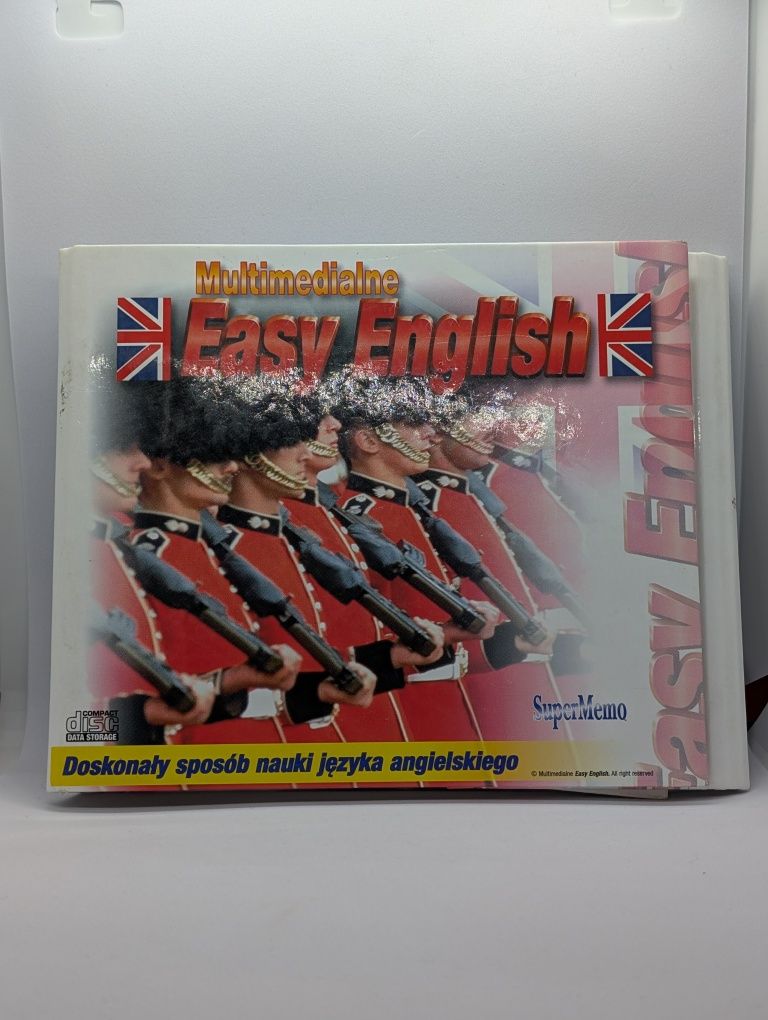 Multimedialne
Easy English
Easy English
SuperMemo
COMPACT
disc
DATA STORAGE
Doskonały sposób nauki języka angielskiego
© Multimedialne Easy English. All right reserved